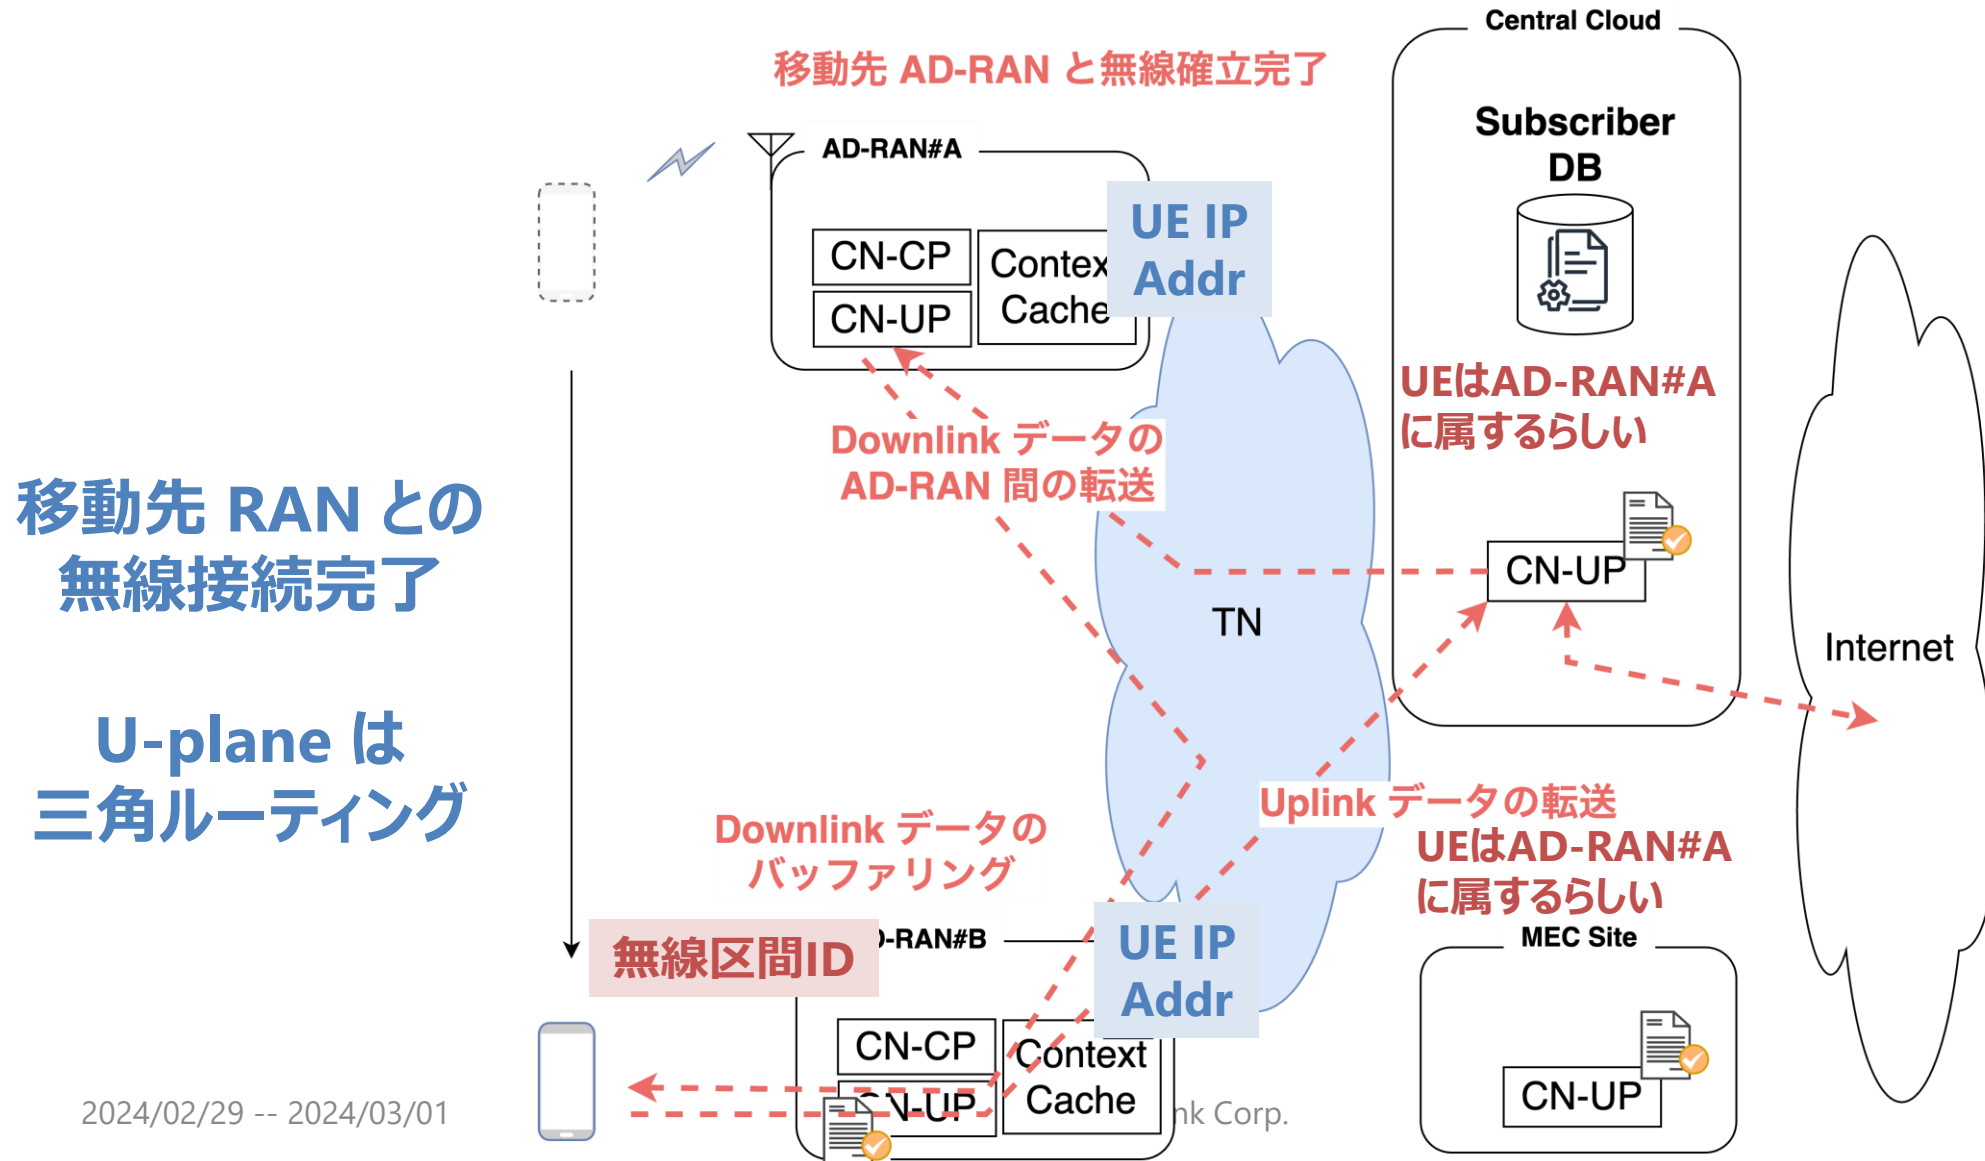 Central Cloud
移動先 AD-RAN と無線確立完了
Subscriber
DB
AD-RAN#A
UE IP
Addr
CN-CP
CN-UP
Contex
Cache
UEはAD-RAN#A
に属するらしい
Downlink データの
AD-RAN 間の転送
移動先 RAN との
無線接続完了
CN-UP
TN
Internet
U-plane は
三角ルーティング
Uplink データの転送
Downlink データの
バッファリング
UEはAD-RAN#A
に属するらしい
MEC Site
無線区間ID
D-RAN#B
UE IP
Addr
CN-CP
CN-UP
Context
Cache
CN-UP
2024/02/29 -- 2024/03/01
nk Corp.